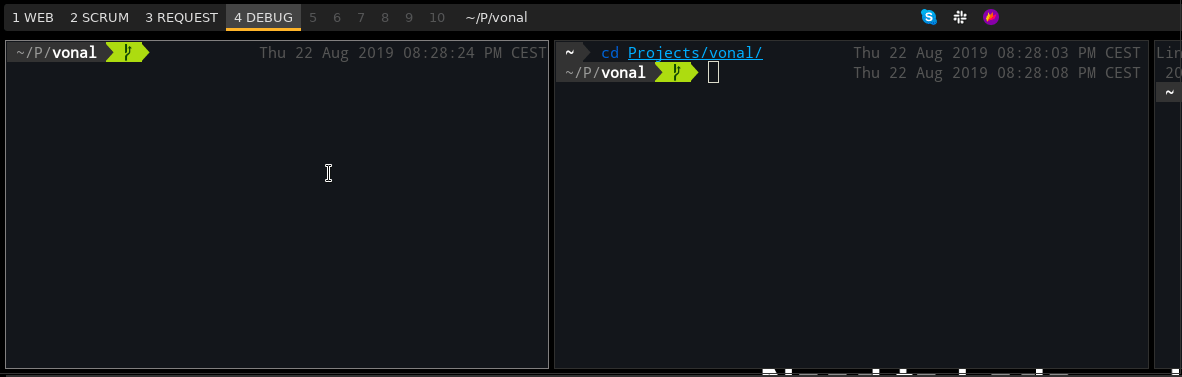 1 WEB 2 SCRUM 3 REQUEST 4 DEBUG 5 6 7 8 9 10 ~/P/vonal
~/P/vonal Thu 22 Aug 2019 08:28:24 PM CEST
~ cd Projects/vonal/ Thu 22 Aug 2019 08:28:03 PM CEST
~/P/vonal Thu 22 Aug 2019 08:28:08 PM CEST
Lin
20
~